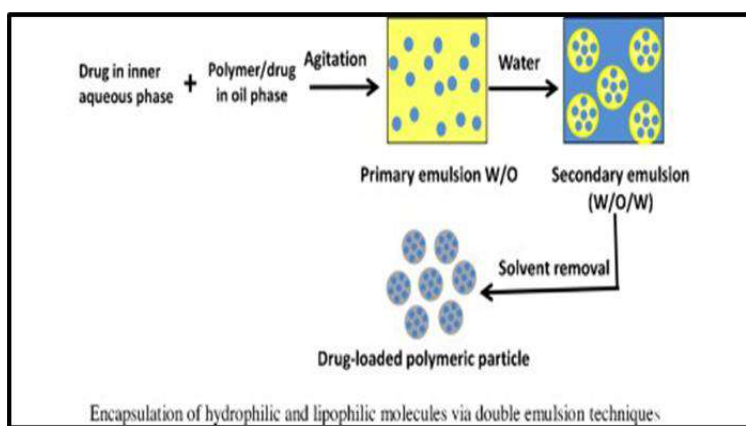 Drug in inner
aqueous phase
+
Polymer/drug
in oil phase
Agitation
Water
Primary emulsion W/O
Secondary emulsion
(W/O/W)
Solvent removal
Drug-loaded polymeric particle
Encapsulation of hydrophilic and lipophilic molecules via double emulsion techniques